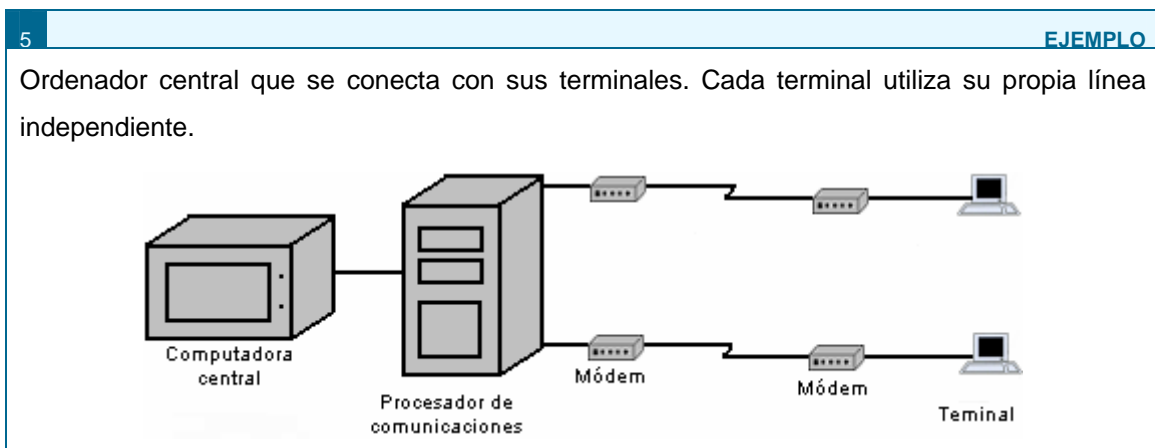 5 EJEMPLO
Ordenador central que se conecta con sus terminales. Cada terminal utiliza su propia línea
independiente.
Computadora
central
Procesador de
comunicaciones
Módem
Módem
Teminal